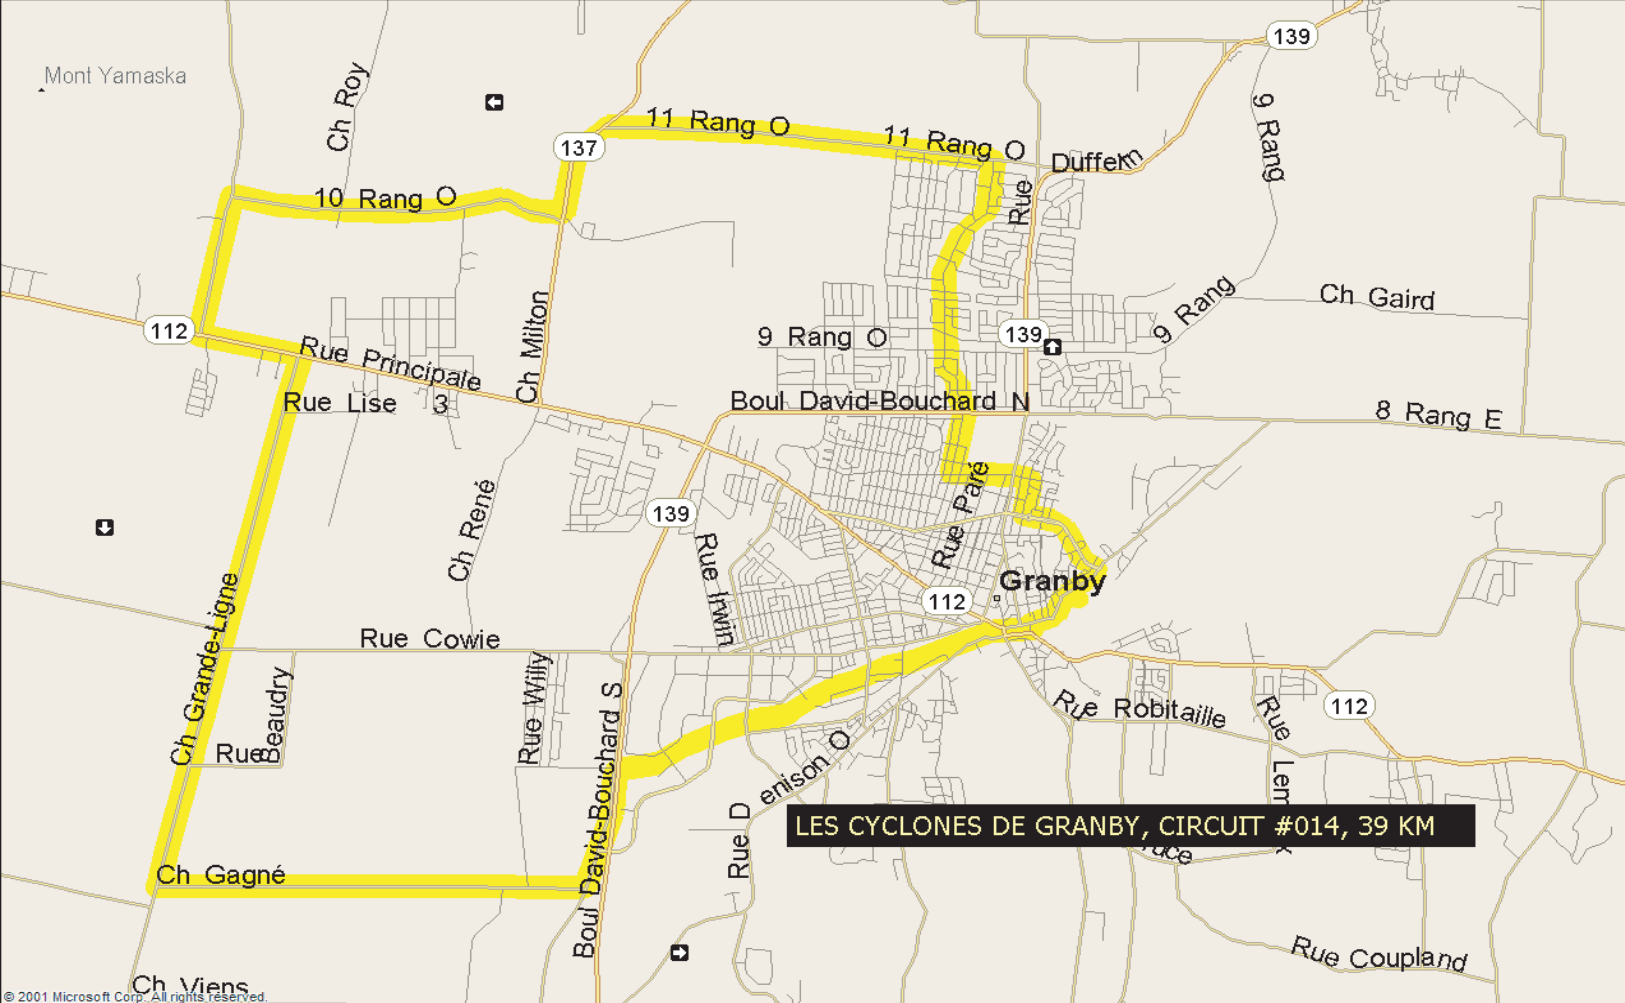 139
Mont Yamaska
Ch Roy
9 Rang
11 Rang O
11 Rang O
137
Duffer
10 Rang O
Rue
Ch Gaird
9 Rang
Ch Milton
112
9 Rang O
139
Rue Principale
Rue Lise 3
Boul David-Bouchard N
8 Rang E
Rue Paré
Ch René
139
Rue Irwin
Granby
112
Ch Grande-Ligne
Rue Cowie
Rue Willy
Beaudry
Rue
Boul David-Bouchard S
Rue Robitaille
Rue Lem
112
Rue Denison O
LES CYCLONES DE GRANBY, CIRCUIT #014, 39 KM
Ch Gagné
Rue Coupland
Ch Viens
© 2001 Microsoft Corp. All rights reserved.